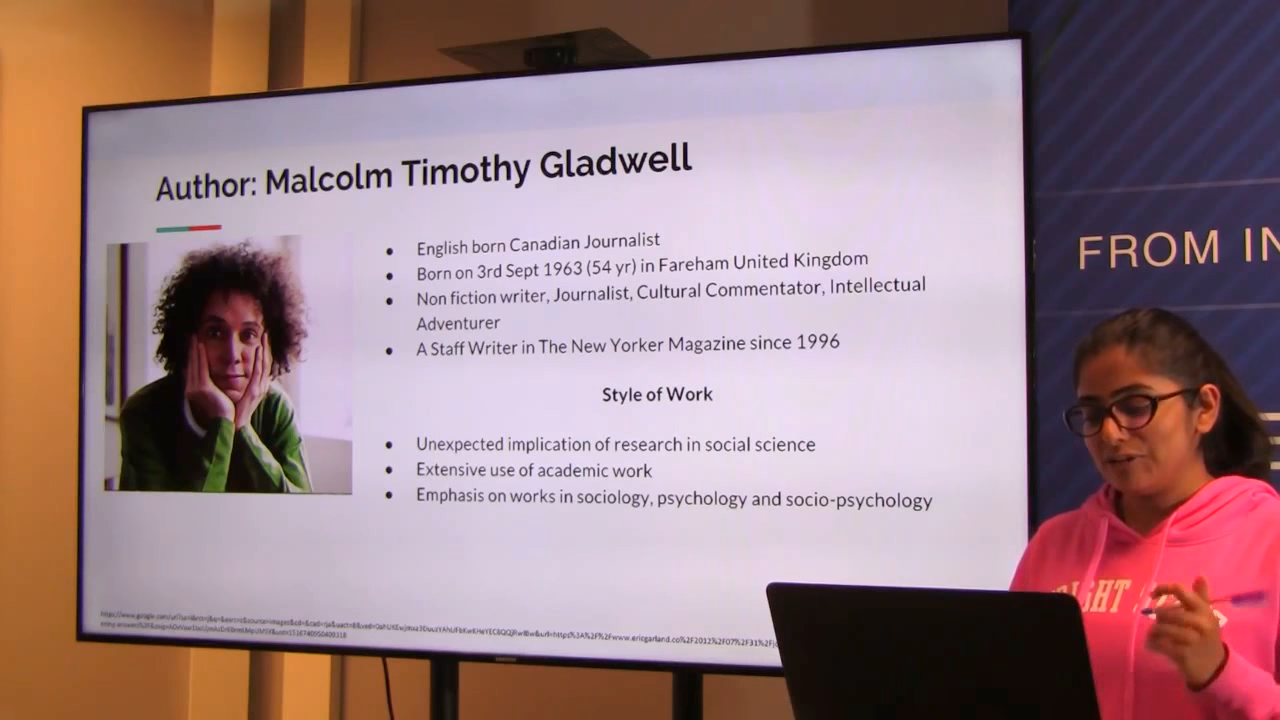 Author: Malcolm Timothy Gladwell
English born Canadian Journalist
Born on 3rd Sept 1963 (54 yr) in Fareham United Kingdom
Non fiction writer, Journalist, Cultural Commentator, Intellectual
Adventurer
A Staff Writer in The New Yorker Magazine since 1996
Style of Work
Unexpected implication of research in social science
Extensive use of academic work
Emphasis on works in sociology, psychology and socio-psychology
FROM IN